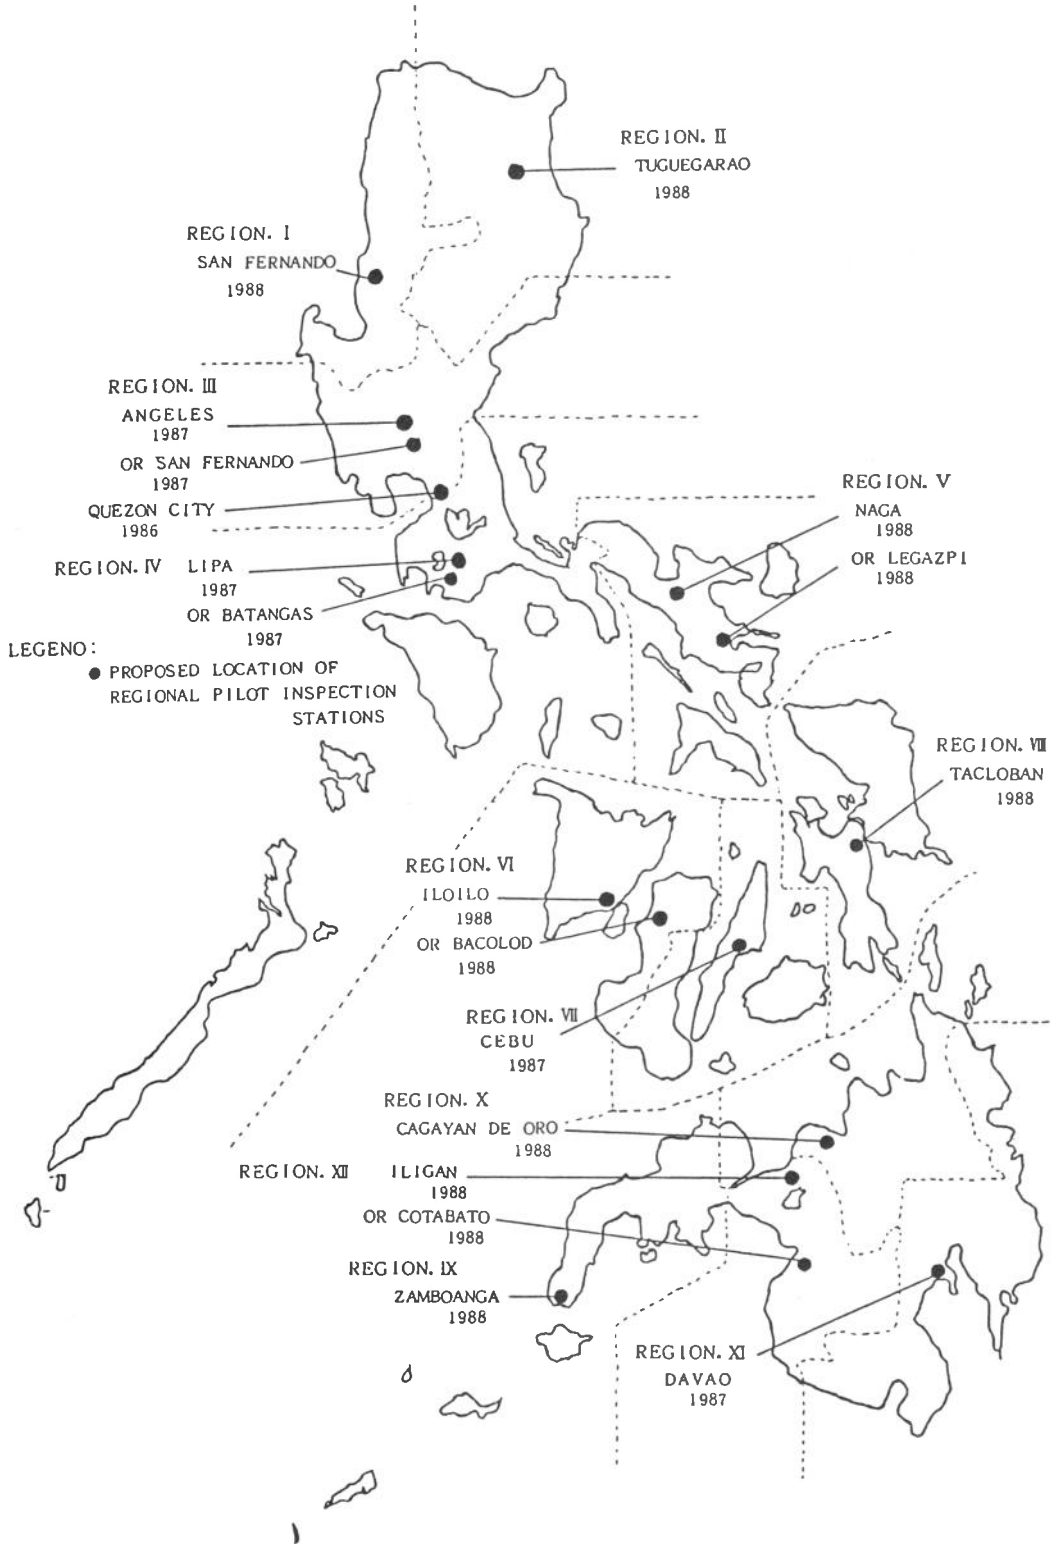 REGION. II
TUGUEGARAO
1988
REGION. I
SAN FERNANDO
1988
REGION. III
ANGELES
1987
OR SAN FERNANDO
1987
QUEZON CITY
1986
REGION. IV LIPA
1987
OR BATANGAS
1987
REGION. V
NAGA
1988
OR LEGAZPI
1988
LEGENO:
PROPOSED LOCATION OF
REGIONAL PILOT INSPECTION
STATIONS
REGION. VIII
TACLOBAN
1988
REGION. VI
ILOILO
1988
OR BACOLOD
1988
REGION. VII
CEBU
1987
REGION. X
CAGAYAN DE ORO
1988
REGION. XII ILIGAN
1988
OR COTABATO
1988
REGION. IX
ZAMBOANGA
1988
REGION. XI
DAVAO
1987